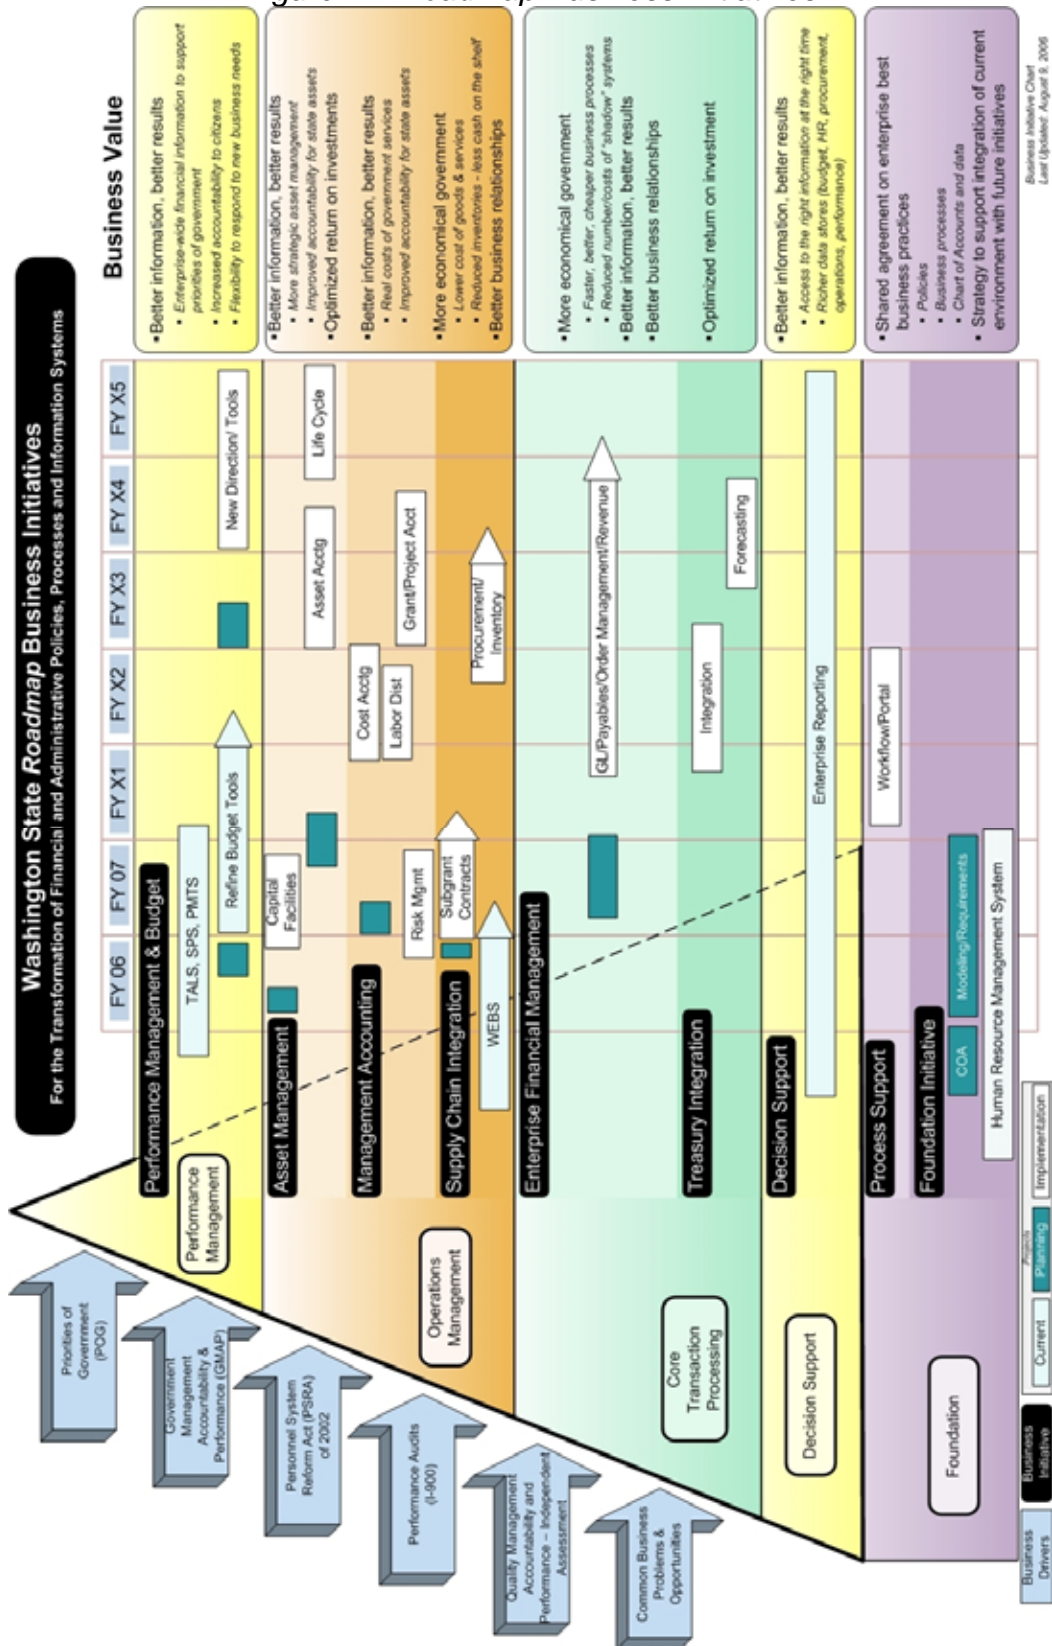 Washington State Roadmap Business Initiatives
For the Transformation of Financial and Administrative Policies, Processes and Information Systems
Business Value
FY 06
FY 07
FY X1
FY X2
FY X3
FY X4
FY X5
Priorities of
Government
(POG)
Government
Management
Accountability &
Performance (GMAP)
Personnel System
Reform Act (PSRA)
of 2002
Performance Audits
(I-900)
Quality Management
Accountability and
Performance – Independent
Assessment
Common Business
Problems &
Opportunities
Performance
Management
Performance Management & Budget
TALS, SPS, PMTS
Refine Budget Tools
New Direction/ Tools
▪ Better information, better results
• Enterprise-wide financial information to support
priorities of government
• Increased accountability to citizens
• Flexibility to respond to new business needs
Operations
Management
Asset Management
Capital
Facilities
Asset Acctg
Life Cycle
Management Accounting
Cost Acctg
Labor Dist
Risk Mgmt
Grant/Project Acct
Supply Chain Integration
Subgrant
Contracts
Procurement/
Inventory
WEBS
▪ Better information, better results
• More strategic asset management
• Improved accountability for state assets
▪ Optimized return on investments
▪ Better information, better results
• Real costs of government services
• Improved accountability for state assets
▪ More economical government
• Lower cost of goods & services
• Reduced inventories - less cash on the shelf
▪ Better business relationships
Core
Transaction
Processing
Enterprise Financial Management
GL/Payables/Order Management/Revenue
Treasury Integration
Integration
Forecasting
▪ More economical government
• Faster, better, cheaper business processes
• Reduced number/costs of "shadow" systems
▪ Better information, better results
▪ Better business relationships
▪ Optimized return on investment
Decision Support
Decision Support
Enterprise Reporting
▪ Better information, better results
• Access to the right information at the right time
• Richer data stores (budget, HR, procurement,
operations, performance)
Foundation
Process Support
Workflow/Portal
Foundation Initiative
COA
Modeling/Requirements
Human Resource Management System
▪ Shared agreement on enterprise best
business practices
• Policies
• Business processes
• Chart of Accounts and data
▪ Strategy to support integration of current
environment with future initiatives
Business
Drivers
Business
Initiative
Projects
Current
Planning
Implementation
Business Initiative Chart
Last Updated: August 9, 2006